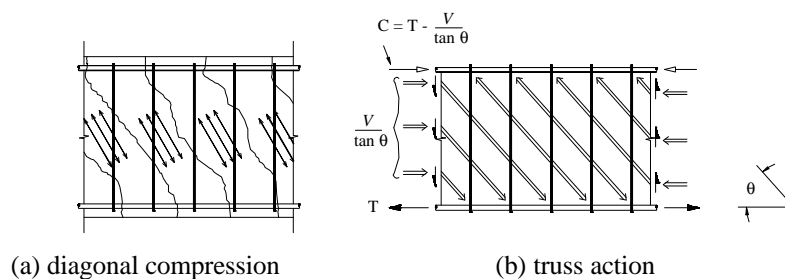 C = T - V / tan θ
V / tan θ
T
θ
(a) diagonal compression
(b) truss action